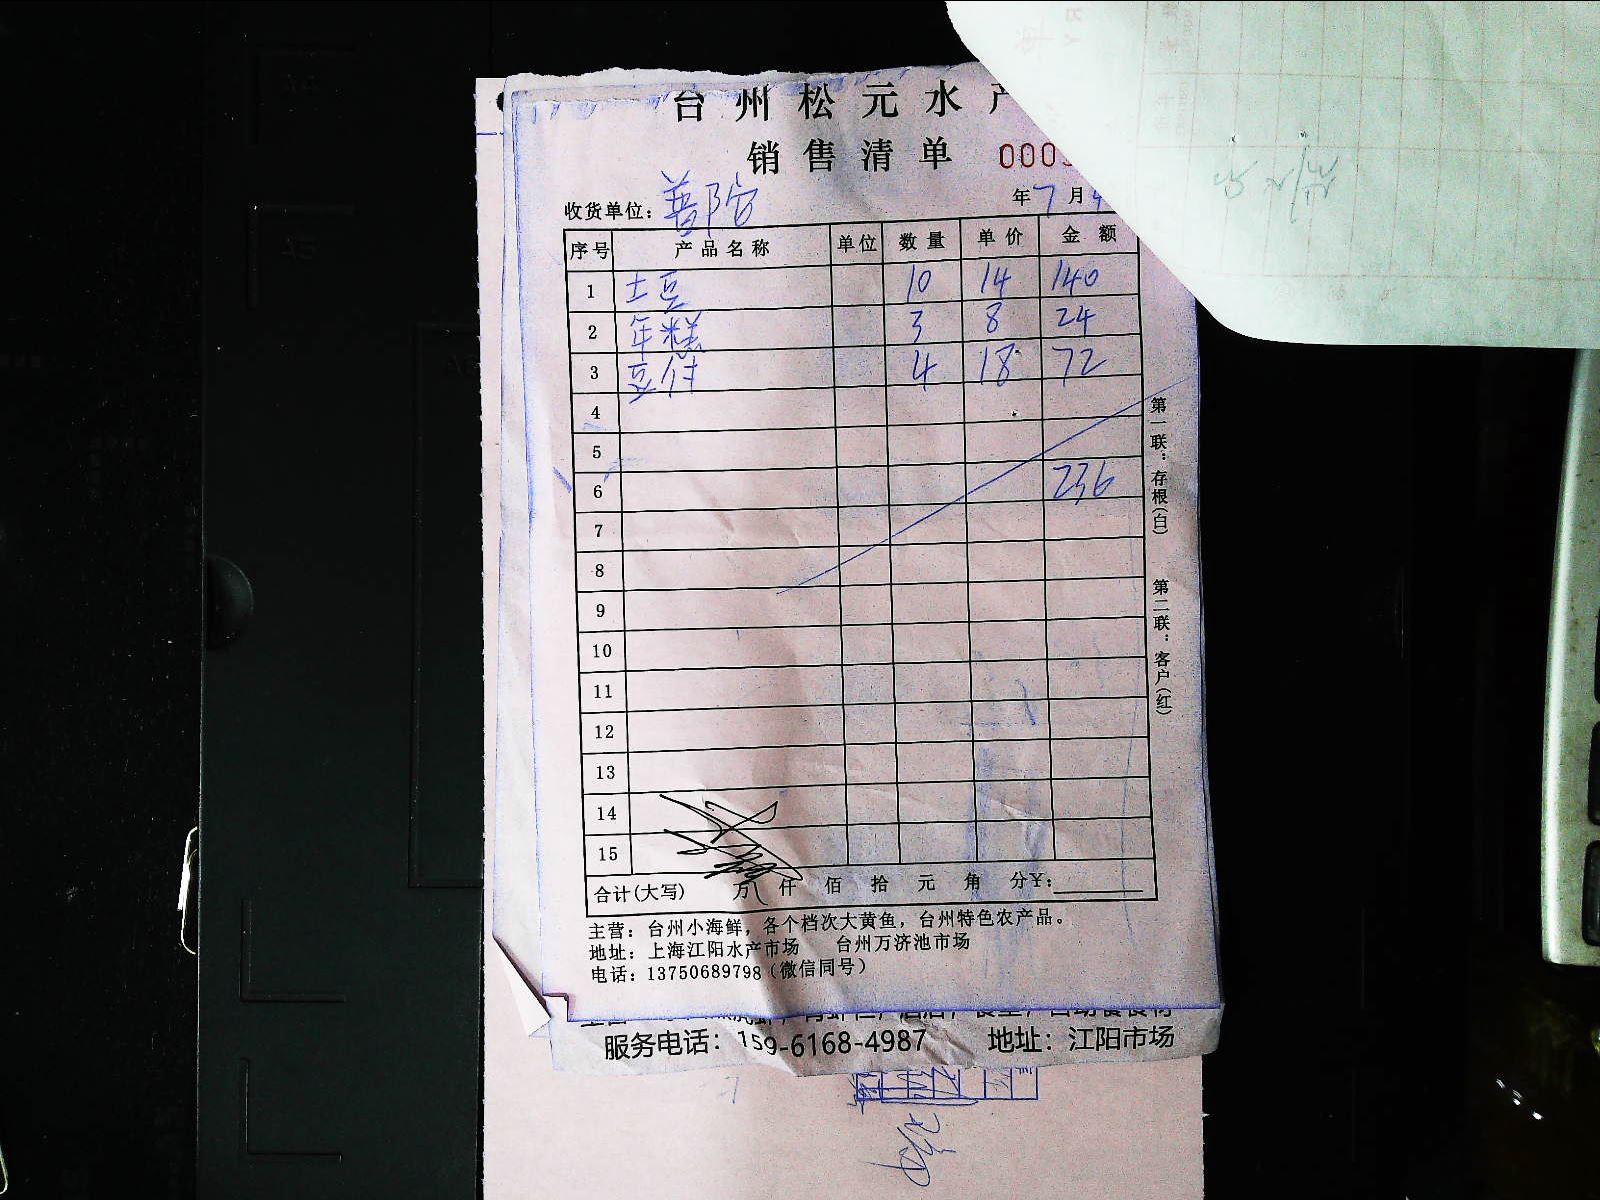 台州松元水产
销售清单 000
收货单位：普陀 年7月4
序号 产品名称 单位 数量 单价 金额
1 土豆 10 14 140
2 年糕 3 8 24
3 豆付 4 18 72
4
5
6 236
7
8
9
10
11
12
13
14
15
合计(大写) 万 仟 佰 拾 元 角 分¥：
第一联：存根(白) 第二联：客户(红)
主营：台州小海鲜，各个档次大黄鱼，台州特色农产品。
地址：上海江阳水产市场 台州万济池市场
电话：13750689798（微信同号）
服务电话：159-6168-4987 地址：江阳市场